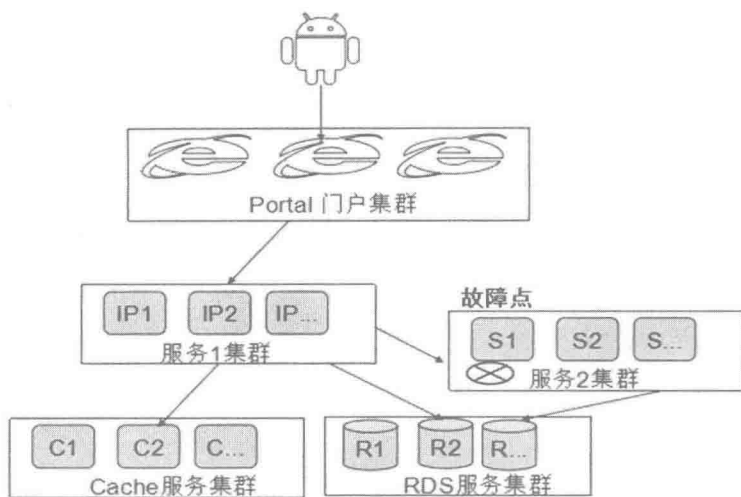 Portal 门户集群
IP1 IP2 IP...
服务1集群
故障点
S1 S2 S...
服务2集群
C1 C2 C...
Cache服务集群
R1 R2 R...
RDS服务集群